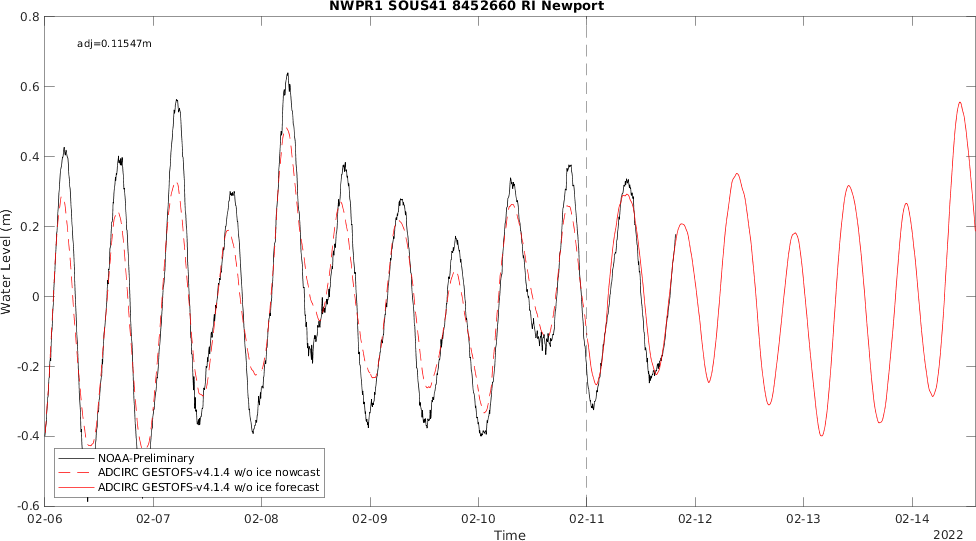 NWPR1 SOUS41 8452660 RI Newport
adj=0.11547m
0.8
0.6
0.4
0.2
0
-0.2
-0.4
-0.6
Water Level (m)
NOAA-Preliminary
ADCIRC GESTOFS-v4.1.4 w/o ice nowcast
ADCIRC GESTOFS-v4.1.4 w/o ice forecast
02-06 02-07 02-08 02-09 02-10 02-11 02-12 02-13 02-14
Time
2022